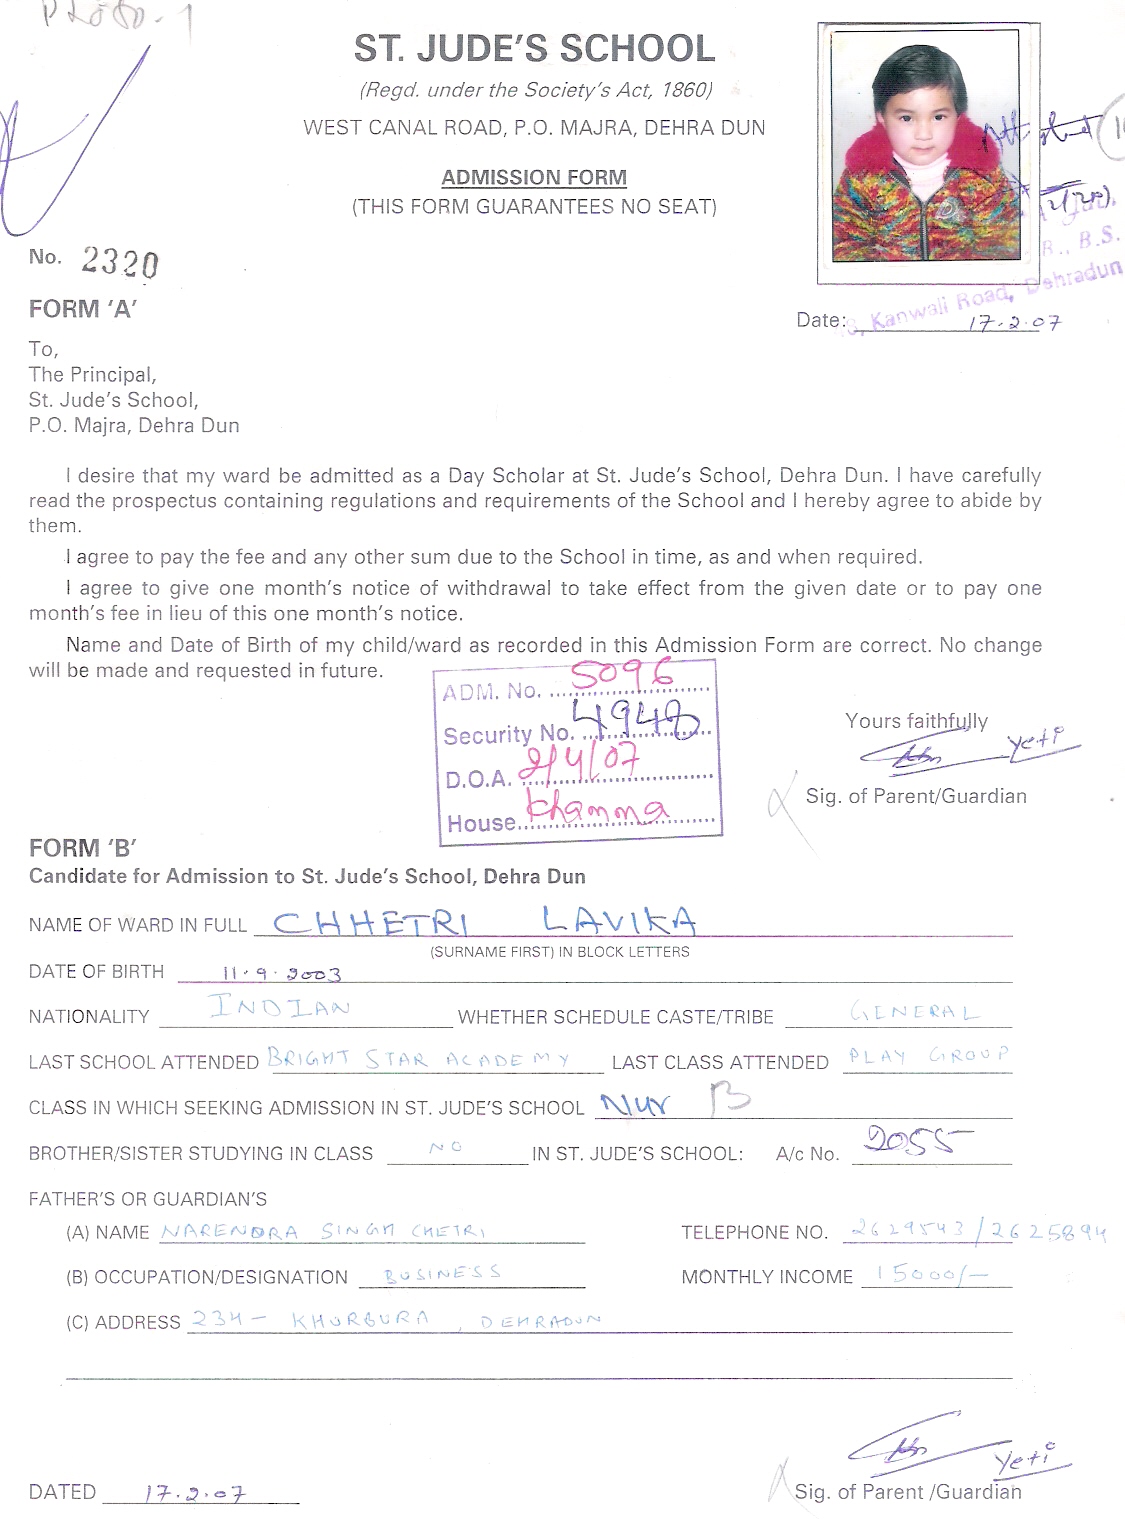 ST. JUDE'S SCHOOL
(Regd. under the Society's Act, 1860)
WEST CANAL ROAD, P.O. MAJRA, DEHRA DUN
ADMISSION FORM
(THIS FORM GUARANTEES NO SEAT)
No. 2320
B.S.
Kanwali Road, Dehradun
FORM 'A'
Date: 17.2.07
To,
The Principal,
St. Jude's School,
P.O. Majra, Dehra Dun
I desire that my ward be admitted as a Day Scholar at St. Jude's School, Dehra Dun. I have carefully
read the prospectus containing regulations and requirements of the School and I hereby agree to abide by
them.
I agree to pay the fee and any other sum due to the School in time, as and when required.
I agree to give one month's notice of withdrawal to take effect from the given date or to pay one
month's fee in lieu of this one month's notice.
Name and Date of Birth of my child/ward as recorded in this Admission Form are correct. No change
will be made and requested in future.
ADM. No. 5096
Security No. 4948
D.O.A. 2/4/07
House Khamma
Yours faithfully
Yeti
Sig. of Parent/Guardian
FORM 'B'
Candidate for Admission to St. Jude's School, Dehra Dun
NAME OF WARD IN FULL CHHETRI LAVIKA
(SURNAME FIRST) IN BLOCK LETTERS
DATE OF BIRTH 11.9.2003
NATIONALITY INDIAN WHETHER SCHEDULE CASTE/TRIBE GENERAL
LAST SCHOOL ATTENDED BRIGHT STAR ACADEMY LAST CLASS ATTENDED PLAY GROUP
CLASS IN WHICH SEEKING ADMISSION IN ST. JUDE'S SCHOOL Nur B
BROTHER/SISTER STUDYING IN CLASS NO IN ST. JUDE'S SCHOOL: A/c No. 2055
FATHER'S OR GUARDIAN'S
(A) NAME NARENDRA SINGH CHETRI TELEPHONE NO. 2629543/2625894
(B) OCCUPATION/DESIGNATION BUSINESS MONTHLY INCOME 15000/-
(C) ADDRESS 234- KHURBURA, DEHRADUN
Yeti
DATED 17.2.07 Sig. of Parent /Guardian